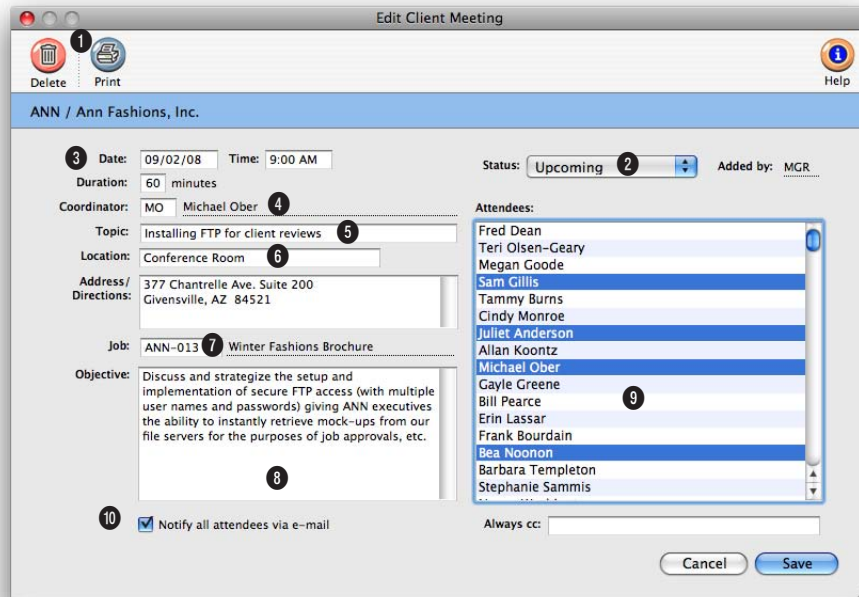 Edit Client Meeting
1
Delete
Print
Help
ANN / Ann Fashions, Inc.
3 Date: 09/02/08 Time: 9:00 AM
Duration: 60 minutes
Coordinator: MO Michael Ober 4
Topic: Installing FTP for client reviews 5
Location: Conference Room 6
Address/
Directions:
377 Chantrelle Ave. Suite 200
Givensville, AZ 84521
Job: ANN-013 7 Winter Fashions Brochure
Objective:
Discuss and strategize the setup and
implementation of secure FTP access (with multiple
user names and passwords) giving ANN executives
the ability to instantly retrieve mock-ups from our
file servers for the purposes of job approvals, etc.
8
10 Notify all attendees via e-mail
Status: Upcoming 2 Added by: MGR
Attendees:
Fred Dean
Teri Olsen-Geary
Megan Goode
Sam Gillis
Tammy Burns
Cindy Monroe
Juliet Anderson
Allan Koontz
Michael Ober
Gayle Greene
Bill Pearce
9
Erin Lassar
Frank Bourdain
Bea Noonon
Barbara Templeton
Stephanie Sammis
Always cc:
Cancel
Save